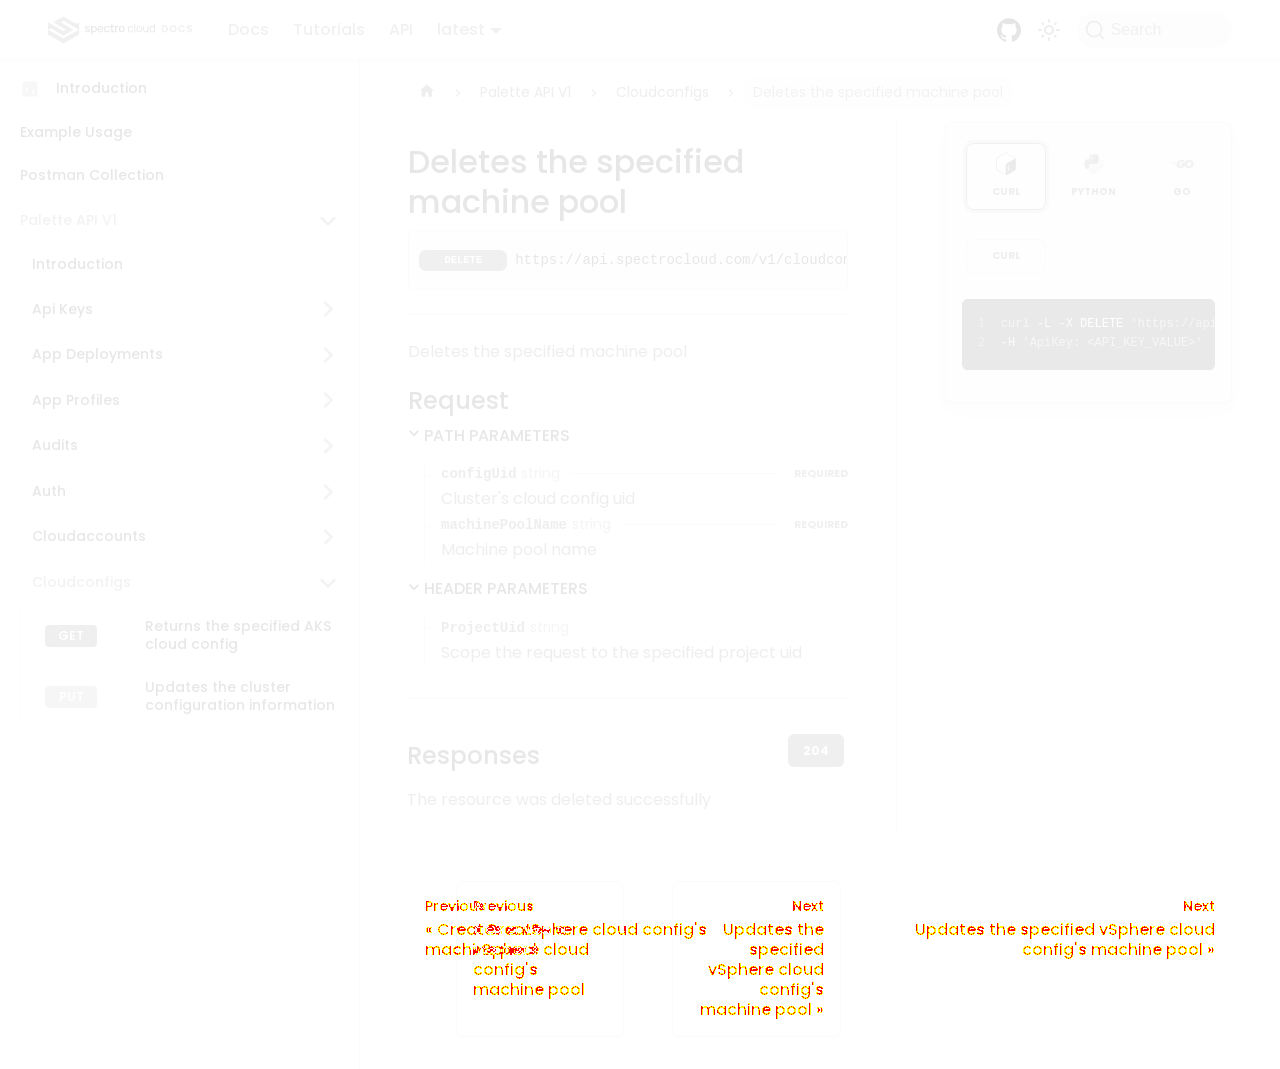 spectro cloud DOCS
Docs Tutorials API latest
Search
Introduction
Example Usage
Postman Collection
Palette API V1
Introduction
Api Keys
App Deployments
App Profiles
Audits
Auth
Cloudaccounts
Cloudconfigs
GET Returns the specified AKS
cloud config
PUT Updates the cluster
configuration information
Palette API V1 Cloudconfigs Deletes the specified machine pool
Deletes the specified
machine pool
DELETE https://api.spectrocloud.com/v1/cloudcon
Deletes the specified machine pool
Request
PATH PARAMETERS
configUid string REQUIRED
Cluster's cloud config uid
machinePoolName string REQUIRED
Machine pool name
HEADER PARAMETERS
ProjectUid string
Scope the request to the specified project uid
Responses
204
The resource was deleted successfully
CURL PYTHON GO
CURL
1 curl -L -X DELETE 'https://api
2 -H 'ApiKey: <API_KEY_VALUE>'
Previous
vSphere cloud config's
Previous
cloud
config's
machine pool
Next
Updates the
specified
vSphere cloud
config's
machine pool »
Next
Updates the specified vSphere cloud
config's machine pool »